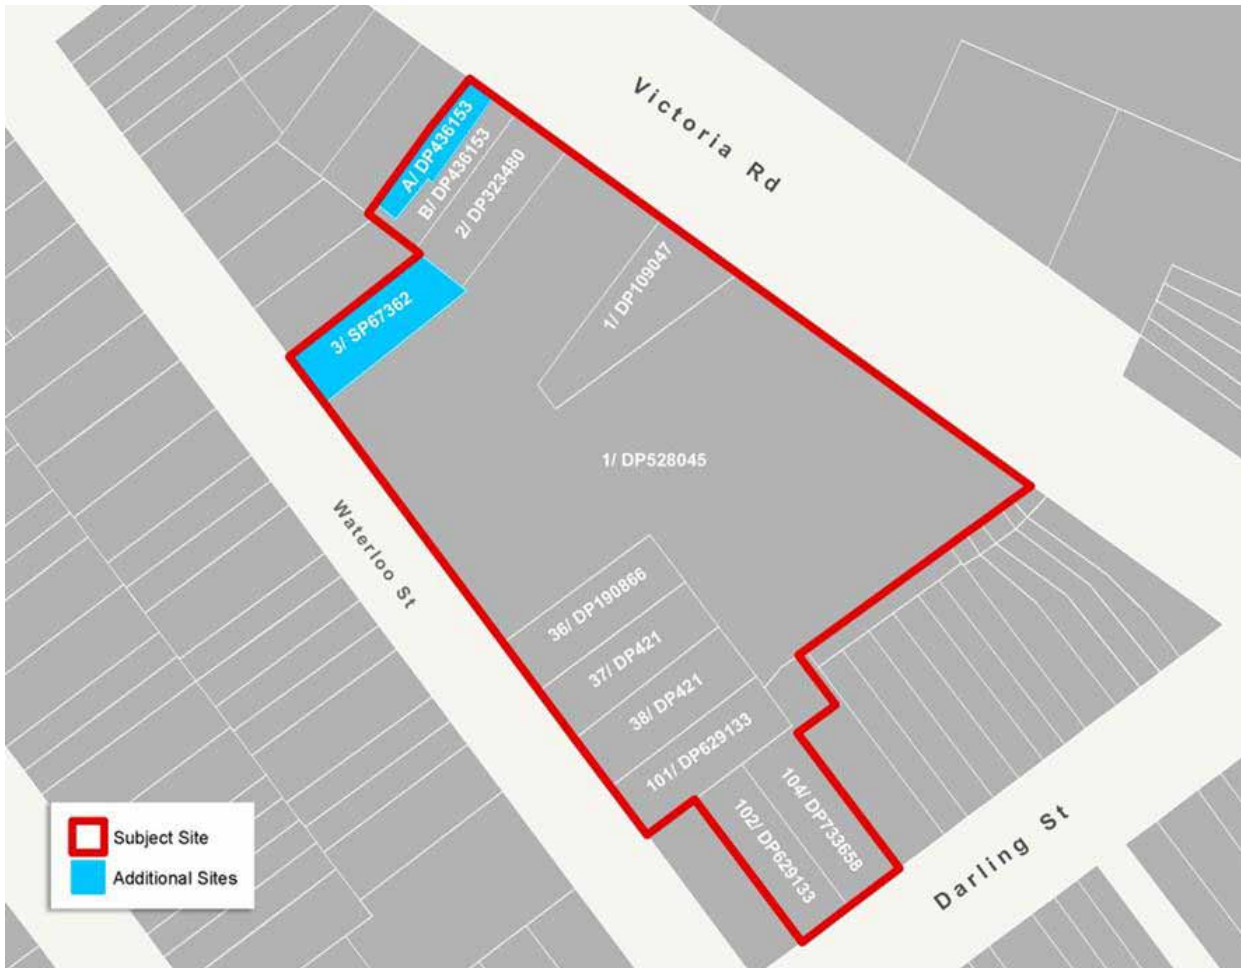 Victoria Rd
A/ DP436153
B/ DP436153
2/ DP323480
1/ DP109047
3/ SP67362
1/ DP528045
Waterloo St
36/ DP190866
37/ DP421
38/ DP421
101/ DP629133
104/ DP733658
102/ DP629133
Darling St
Subject Site
Additional Sites